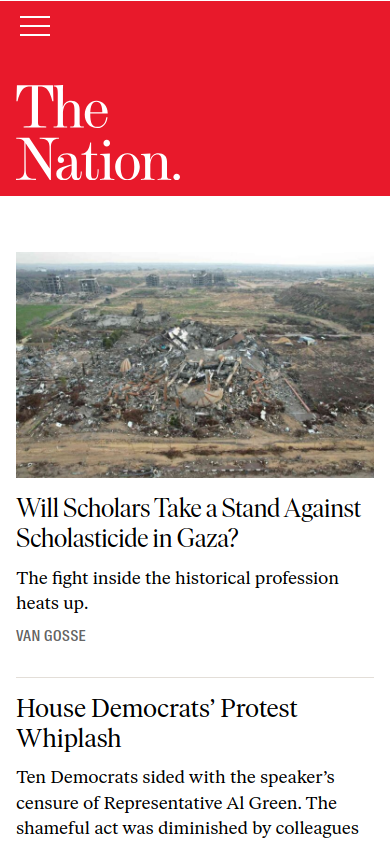 The
Nation.
Will Scholars Take a Stand Against
Scholasticide in Gaza?
The fight inside the historical profession
heats up.
VAN GOSSE
House Democrats’ Protest
Whiplash
Ten Democrats sided with the speaker’s
censure of Representative Al Green. The
shameful act was diminished by colleagues